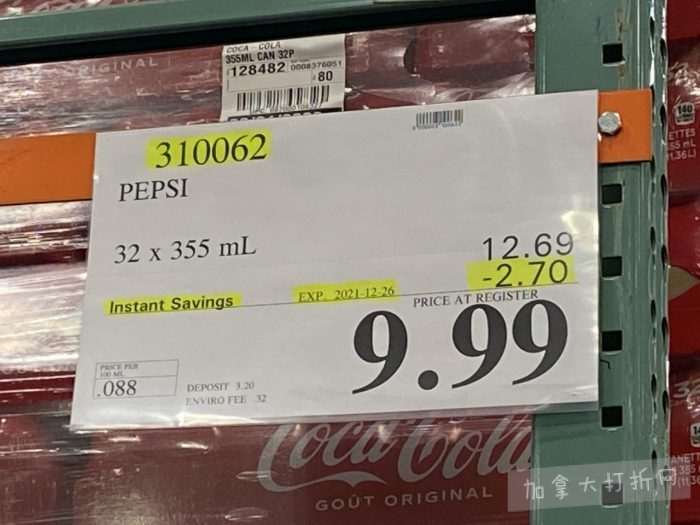 COCA - COLA
355ML CAN 32P
128482 0008376051
80
ORIGINAL
310062
PEPSI
32 x 355 mL
12.69
-2.70
Instant Savings EXP. 2021-12-26
PRICE AT REGISTER
9.99
PRICE PER
100 ML
.088
DEPOSIT 3.20
ENVIRO FEE .32
Coca-Cola
GOÛT ORIGINAL
140
加拿大打折网